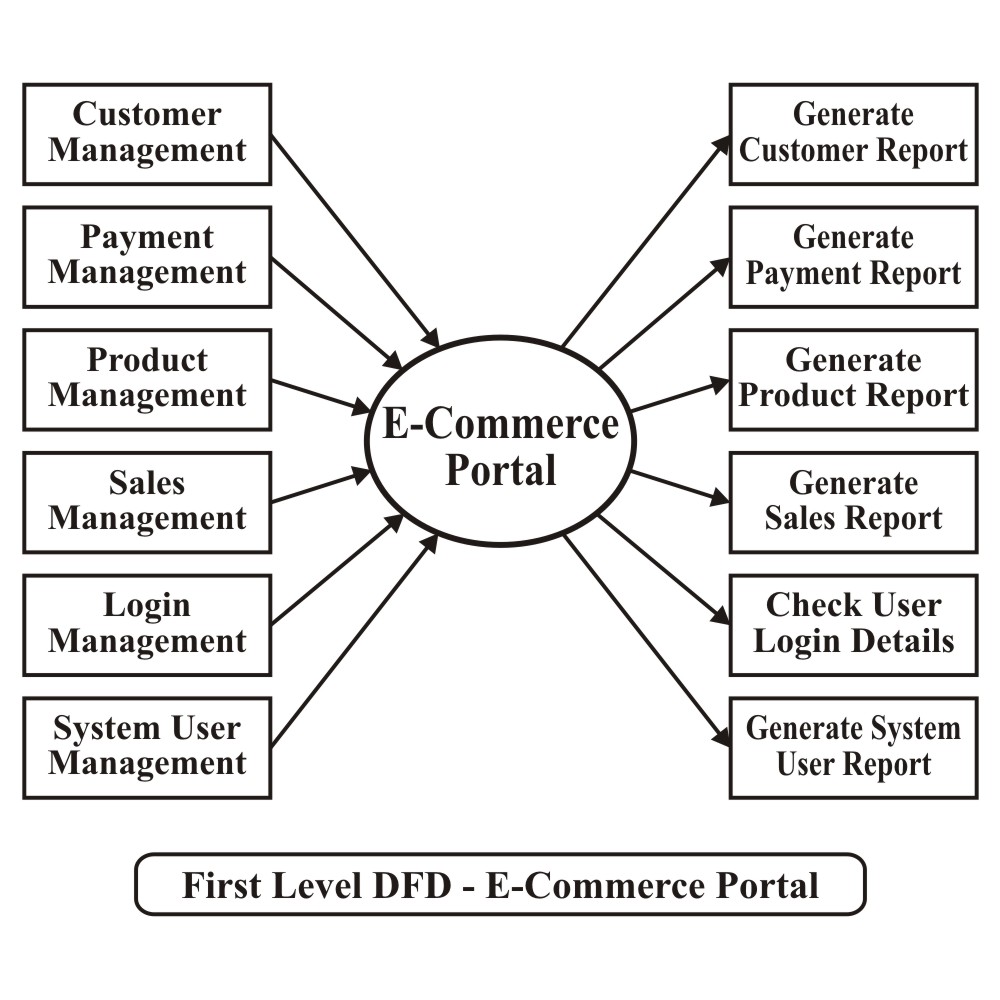 Customer
Management
Payment
Management
Product
Management
Sales
Management
Login
Management
System User
Management
E-Commerce
Portal
Generate
Customer Report
Generate
Payment Report
Generate
Product Report
Generate
Sales Report
Check User
Login Details
Generate System
User Report
First Level DFD - E-Commerce Portal